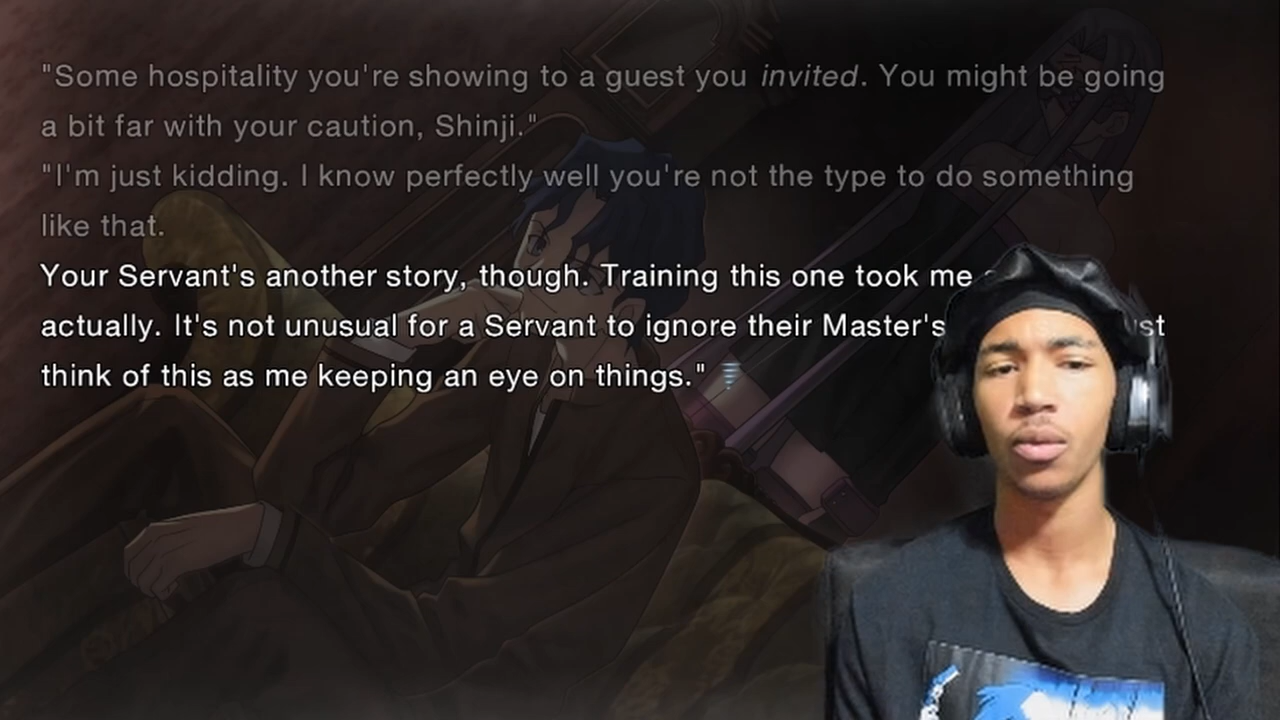 "Some hospitality you're showing to a guest you invited. You might be going
a bit far with your caution, Shinji."
"I'm just kidding. I know perfectly well you're not the type to do something
like that.
Your Servant's another story, though. Training this one took me
actually. It's not unusual for a Servant to ignore their Master's
think of this as me keeping an eye on things."